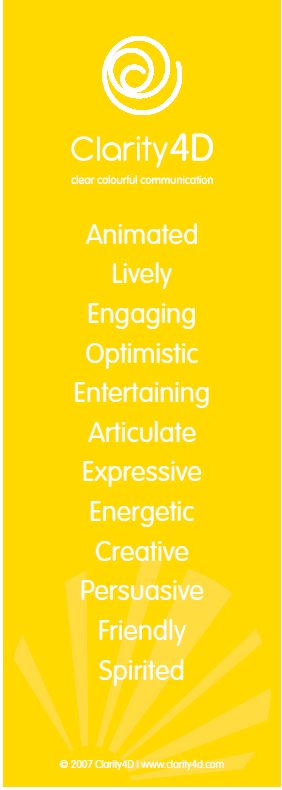 Clarity4D
clear colourful communication
Animated
Lively
Engaging
Optimistic
Entertaining
Articulate
Expressive
Energetic
Creative
Persuasive
Friendly
Spirited
© 2007 Clarity4D | www.clarity4d.com